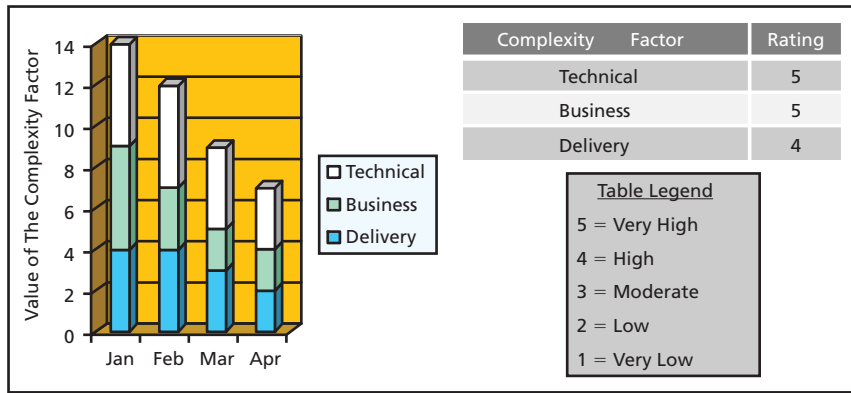 Value of The Complexity Factor
14
12
10
8
6
4
2
0
Jan Feb Mar Apr
Technical
Business
Delivery
Complexity Factor Rating
Technical 5
Business 5
Delivery 4
Table Legend
5 = Very High
4 = High
3 = Moderate
2 = Low
1 = Very Low